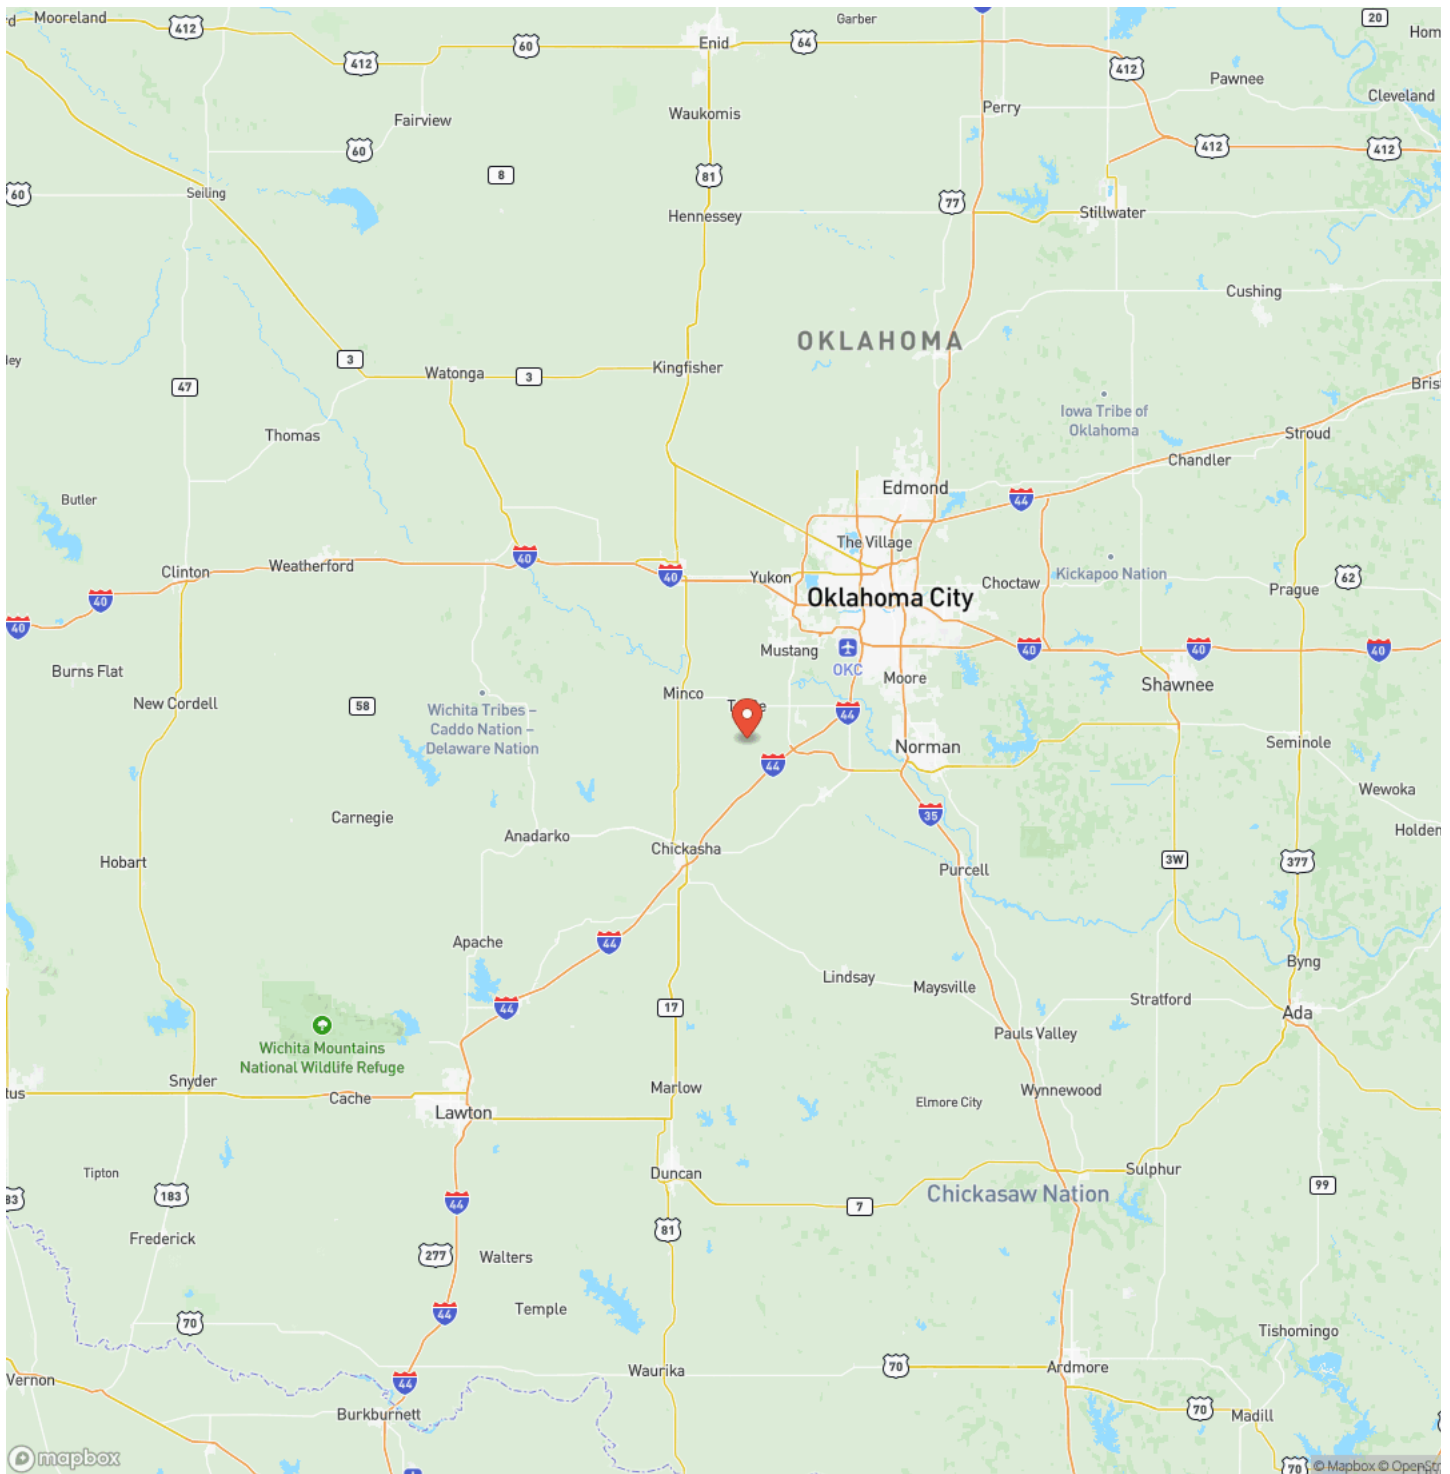 rd
Mooreland
412
60
Enid
64
Garber
20
Hom
412
412
Pawnee
Cleveland
Fairview
Waukomis
Perry
60
412
412
8
81
60
Seiling
77
Hennessey
Stillwater
Cushing
OKLAHOMA
3
ley
Watonga
3
Kingfisher
47
Bris
Iowa Tribe of
Oklahoma
Thomas
Stroud
Chandler
Butler
Edmond
44
The Village
40
Weatherford
Clinton
40
Yukon
Choctaw
Kickapoo Nation
62
Prague
40
Oklahoma City
40
Mustang
OKC
40
40
40
Burns Flat
Moore
Shawnee
Minco
New Cordell
58
Wichita Tribes –
Caddo Nation –
Delaware Nation
44
Norman
Seminole
44
Wewoka
Carnegie
35
Holden
Anadarko
Chickasha
Hobart
3W
377
Purcell
Apache
44
Byng
Lindsay
Maysville
Stratford
44
17
Ada
Pauls Valley
Wichita Mountains
National Wildlife Refuge
Snyder
Marlow
Wynnewood
tus
Cache
Elmore City
Lawton
Tipton
Duncan
Sulphur
83
183
99
44
7
Chickasaw Nation
Frederick
81
277
Walters
Temple
44
70
Tishomingo
Waurika
70
Ardmore
Vernon
44
Burkburnett
70
Madill
mapbox
70
© Mapbox © OpenStr